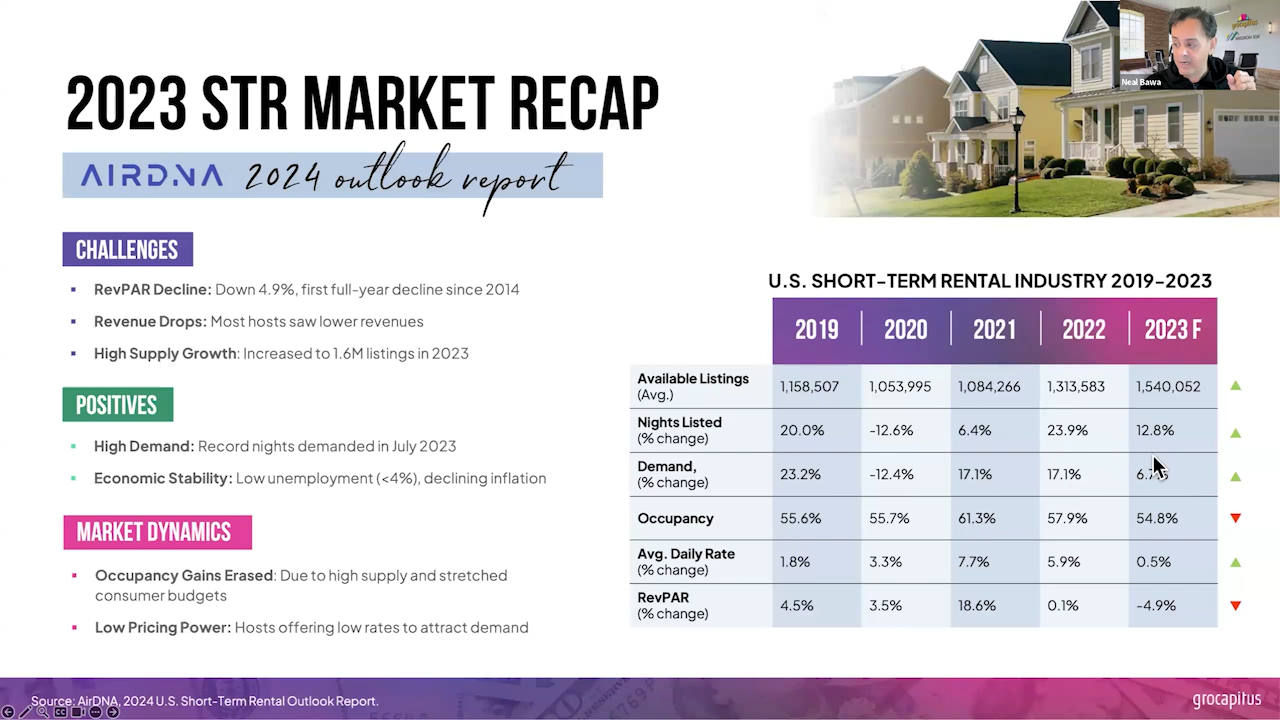 2023 STR MARKET RECAP
AIRDNA 2024 outlook report
Neal Bawa
CHALLENGES
▪ RevPAR Decline: Down 4.9%, first full-year decline since 2014
▪ Revenue Drops: Most hosts saw lower revenues
▪ High Supply Growth: Increased to 1.6M listings in 2023
POSITIVES
▪ High Demand: Record nights demanded in July 2023
▪ Economic Stability: Low unemployment (<4%), declining inflation
MARKET DYNAMICS
▪ Occupancy Gains Erased: Due to high supply and stretched
consumer budgets
▪ Low Pricing Power: Hosts offering low rates to attract demand
U.S. SHORT-TERM RENTAL INDUSTRY 2019-2023
2019 2020 2021 2022 2023 F
Available Listings
(Avg.) 1,158,507 1,053,995 1,084,266 1,313,583 1,540,052
Nights Listed
(% change) 20.0% -12.6% 6.4% 23.9% 12.8%
Demand,
(% change) 23.2% -12.4% 17.1% 17.1%
Occupancy 55.6% 55.7% 61.3% 57.9% 54.8%
Avg. Daily Rate
(% change) 1.8% 3.3% 7.7% 5.9% 0.5%
RevPAR
(% change) 4.5% 3.5% 18.6% 0.1% -4.9%
Source: AirDNA, 2024 U.S. Short-Term Rental Outlook Report.
grocapitus